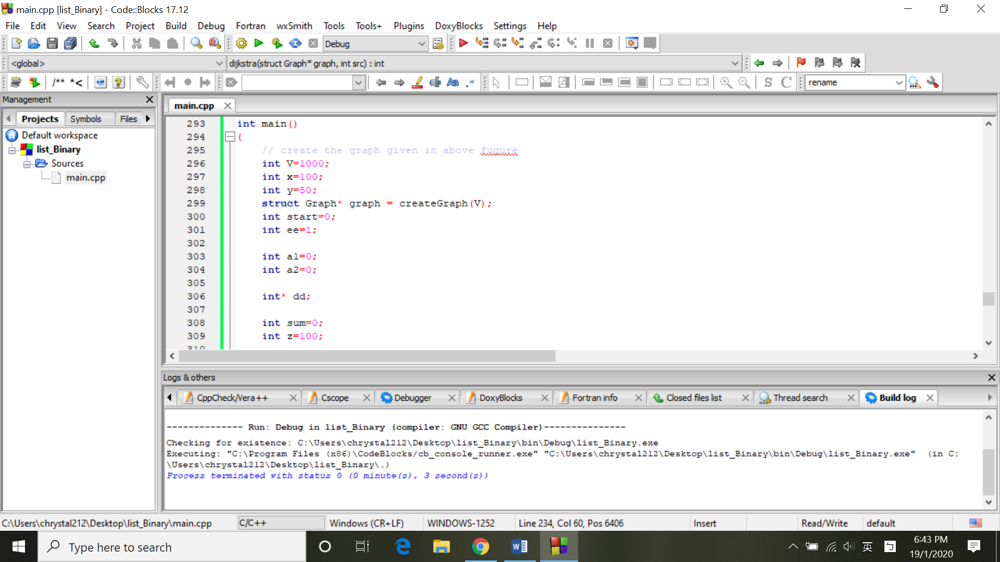 main.cpp [list_Binary] - Code::Blocks 17.12
File Edit View Search Project Build Debug Fortran wxSmith Tools Tools+ Plugins DoxyBlocks Settings Help
Debug
<global> dijkstra(struct Graph* graph, int src) : int
/** *< Aa .* S C rename
Management
Projects Symbols Files
Default workspace
list_Binary
Sources
main.cpp
main.cpp
293 int main()
294 {
295 // create the graph given in above fugure
296 int V=1000;
297 int x=100;
298 int y=50;
299 struct Graph* graph = createGraph(V);
300 int start=0;
301 int ee=1;
302
303 int a1=0;
304 int a2=0;
305
306 int* dd;
307
308 int sum=0;
309 int z=100;
310
Logs & others
CppCheck/Vera++ Cscope Debugger DoxyBlocks Fortran info Closed files list Thread search Build log
-------------- Run: Debug in list_Binary (compiler: GNU GCC Compiler)---------------
Checking for existence: C:\Users\chrystal212\Desktop\list_Binary\bin\Debug\list_Binary.exe
Executing: "C:\Program Files (x86)\CodeBlocks/cb_console_runner.exe" "C:\Users\chrystal212\Desktop\list_Binary\bin\Debug\list_Binary.exe"  (in C:
\Users\chrystal212\Desktop\list_Binary\.)
Process terminated with status 0 (0 minute(s), 3 second(s))
C:\Users\chrystal212\Desktop\list_Binary\main.cpp C/C++ Windows (CR+LF) WINDOWS-1252 Line 234, Col 60, Pos 6406 Insert Read/Write default
Type here to search
英 ㄅ
6:43 PM
19/1/2020